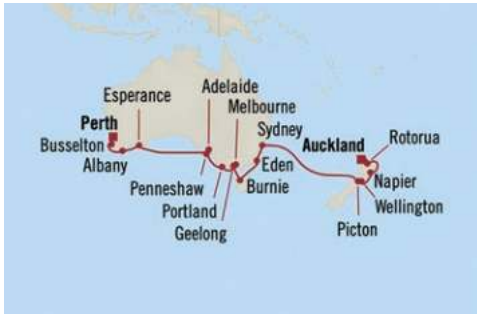 Adelaide
Esperance
Melbourne
Perth
Sydney
Auckland
Rotorua
Busselton
Albany
Eden
Penneshaw
Burnie
Napier
Portland
Wellington
Geelong
Picton